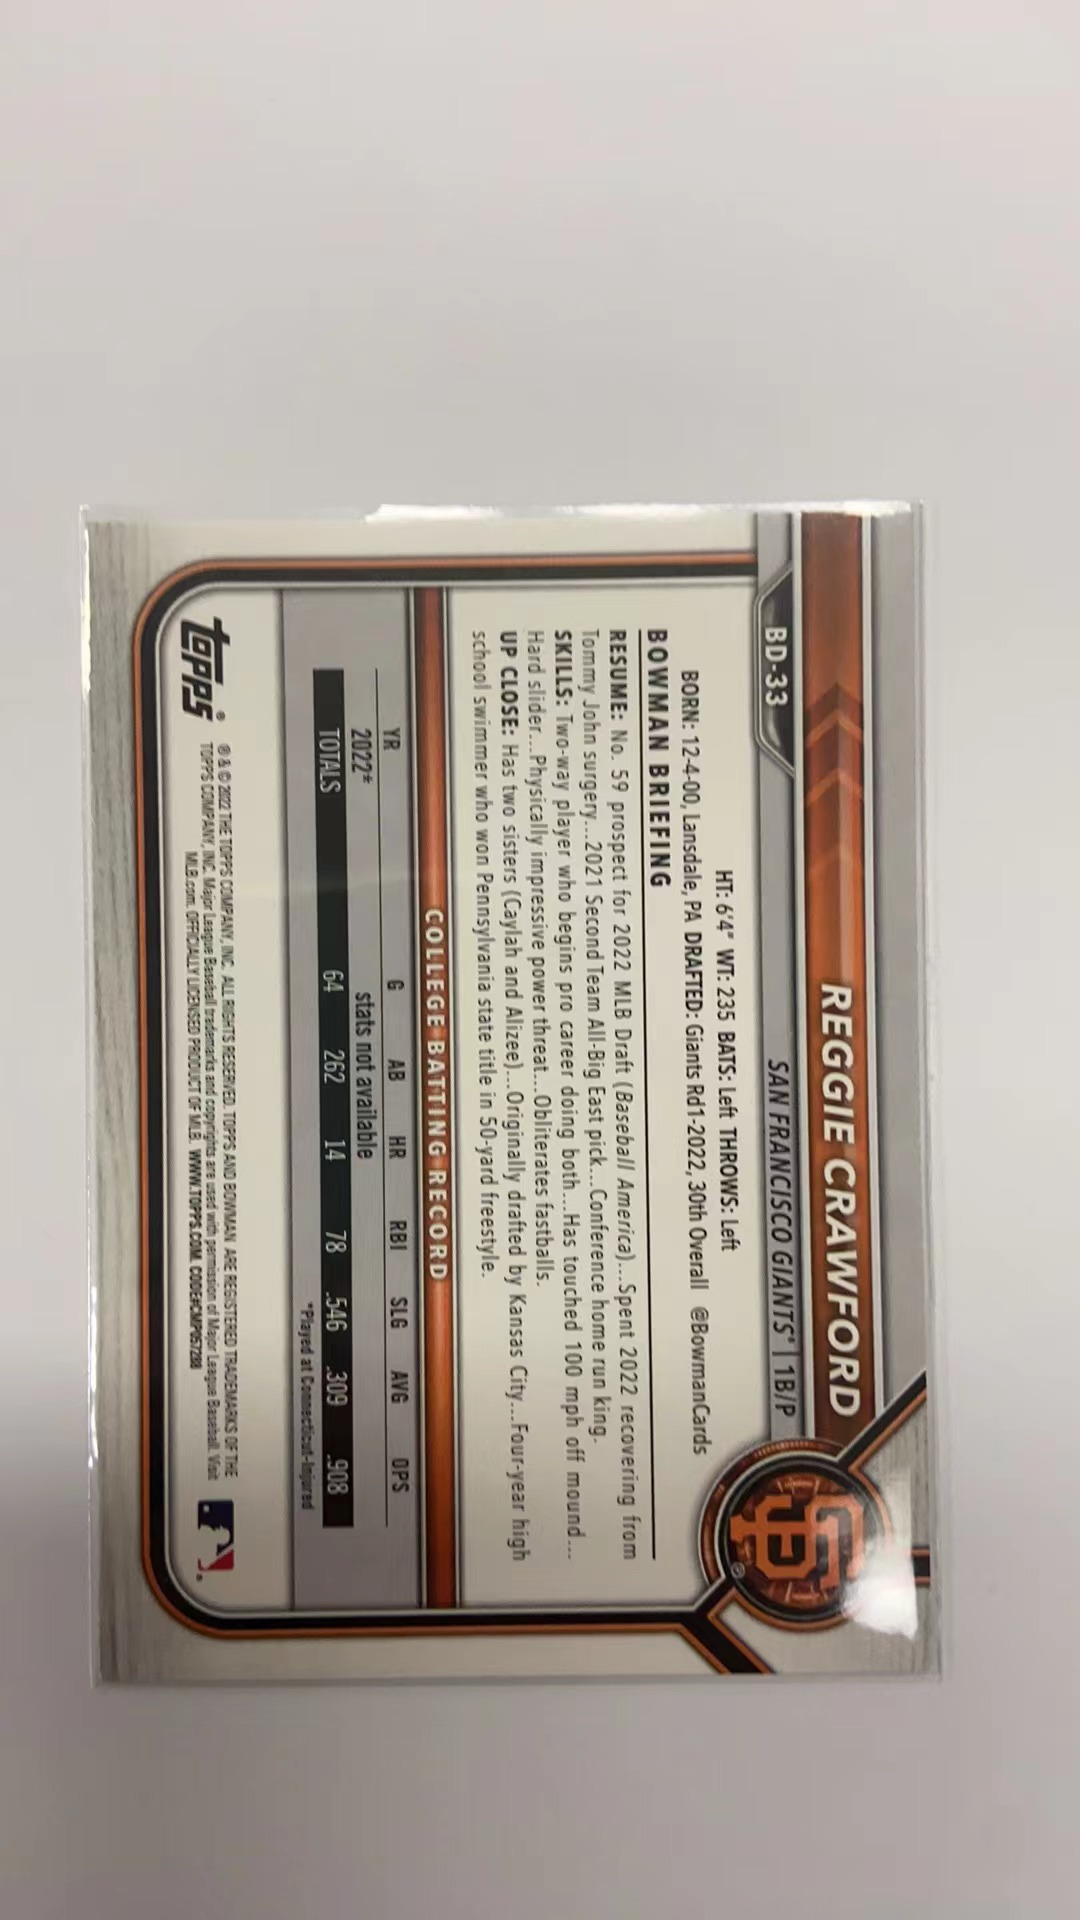 BD-33
REGGIE CRAWFORD
SAN FRANCISCO GIANTS® | 1B/P
HT: 6'4" WT: 235 BATS: Left THROWS: Left
BORN: 12-4-00, Lansdale, PA DRAFTED: Giants Rd1-2022, 30th Overall @BowmanCards
BOWMAN BRIEFING
RESUME: No. 59 prospect for 2022 MLB Draft (Baseball America)...Spent 2022 recovering from
Tommy John surgery...2021 Second Team All-Big East pick...Conference home run king.
SKILLS: Two-way player who begins pro career doing both...Has touched 100 mph off mound...
Hard slider...Physically impressive power threat...Obliterates fastballs.
UP CLOSE: Has two sisters (Caylah and Alizee)...Originally drafted by Kansas City...Four-year high
school swimmer who won Pennsylvania state title in 50-yard freestyle.
COLLEGE BATTING RECORD
YR G AB HR RBI SLG AVG OPS
2022* stats not available
TOTALS 64 262 14 78 .546 .309 .908
*Played at Connecticut-Injured
TOPPS®
® & © 2022 THE TOPPS COMPANY, INC. ALL RIGHTS RESERVED. TOPPS AND BOWMAN ARE REGISTERED TRADEMARKS OF THE
TOPPS COMPANY, INC. Major League Baseball trademarks and copyrights are used with permission of Major League Baseball. Visit
MLB.com. OFFICIALLY LICENSED PRODUCT OF MLB. WWW.TOPPS.COM. CODE#CMP057288
SF